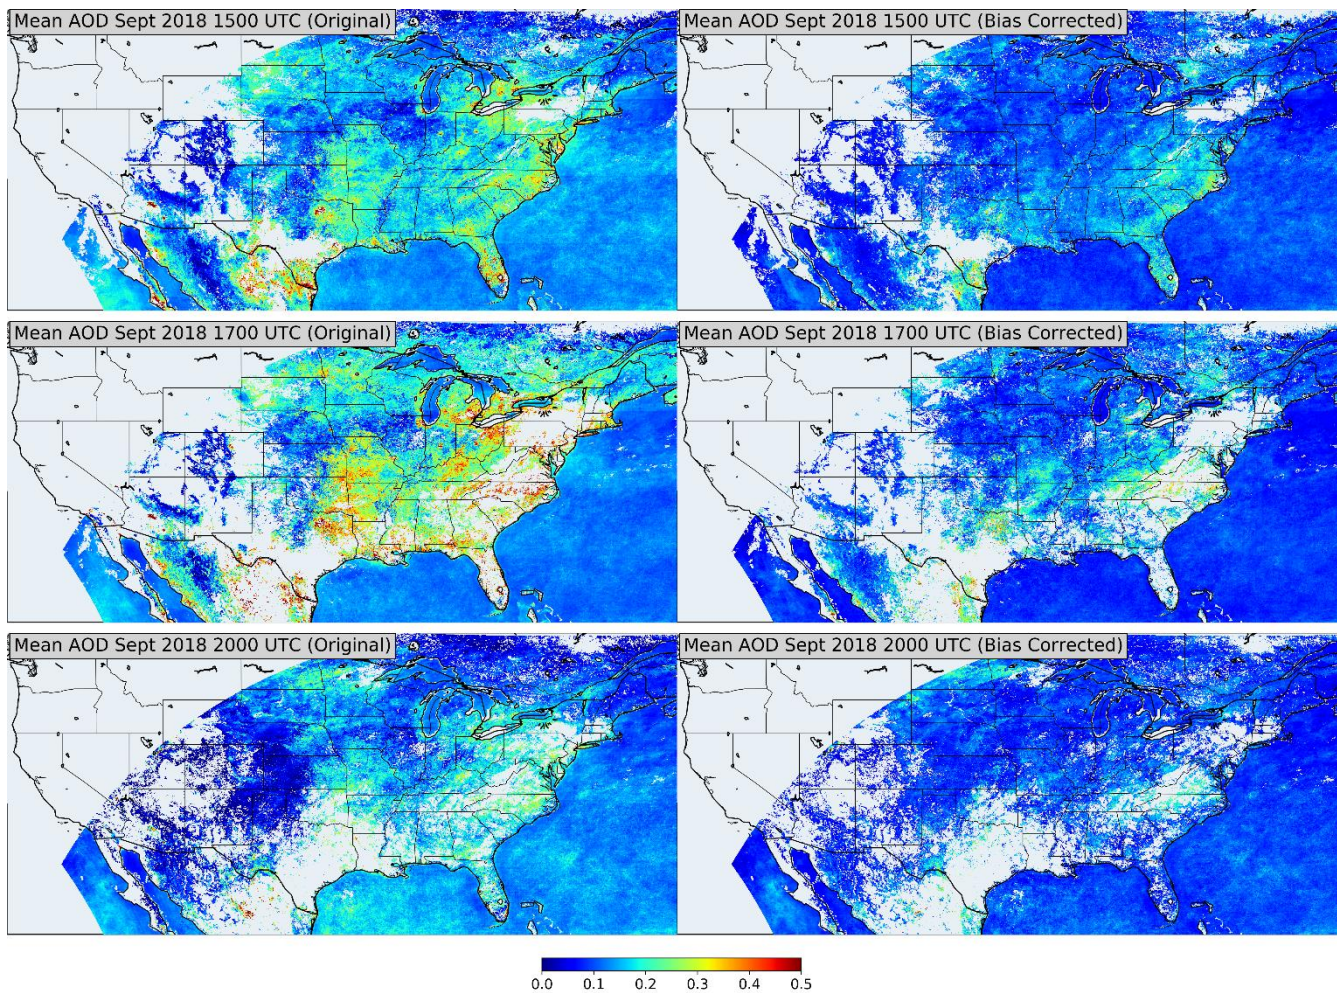 Mean AOD Sept 2018 1500 UTC (Original)
Mean AOD Sept 2018 1500 UTC (Bias Corrected)
Mean AOD Sept 2018 1700 UTC (Original)
Mean AOD Sept 2018 1700 UTC (Bias Corrected)
Mean AOD Sept 2018 2000 UTC (Original)
Mean AOD Sept 2018 2000 UTC (Bias Corrected)
0.0 0.1 0.2 0.3 0.4 0.5